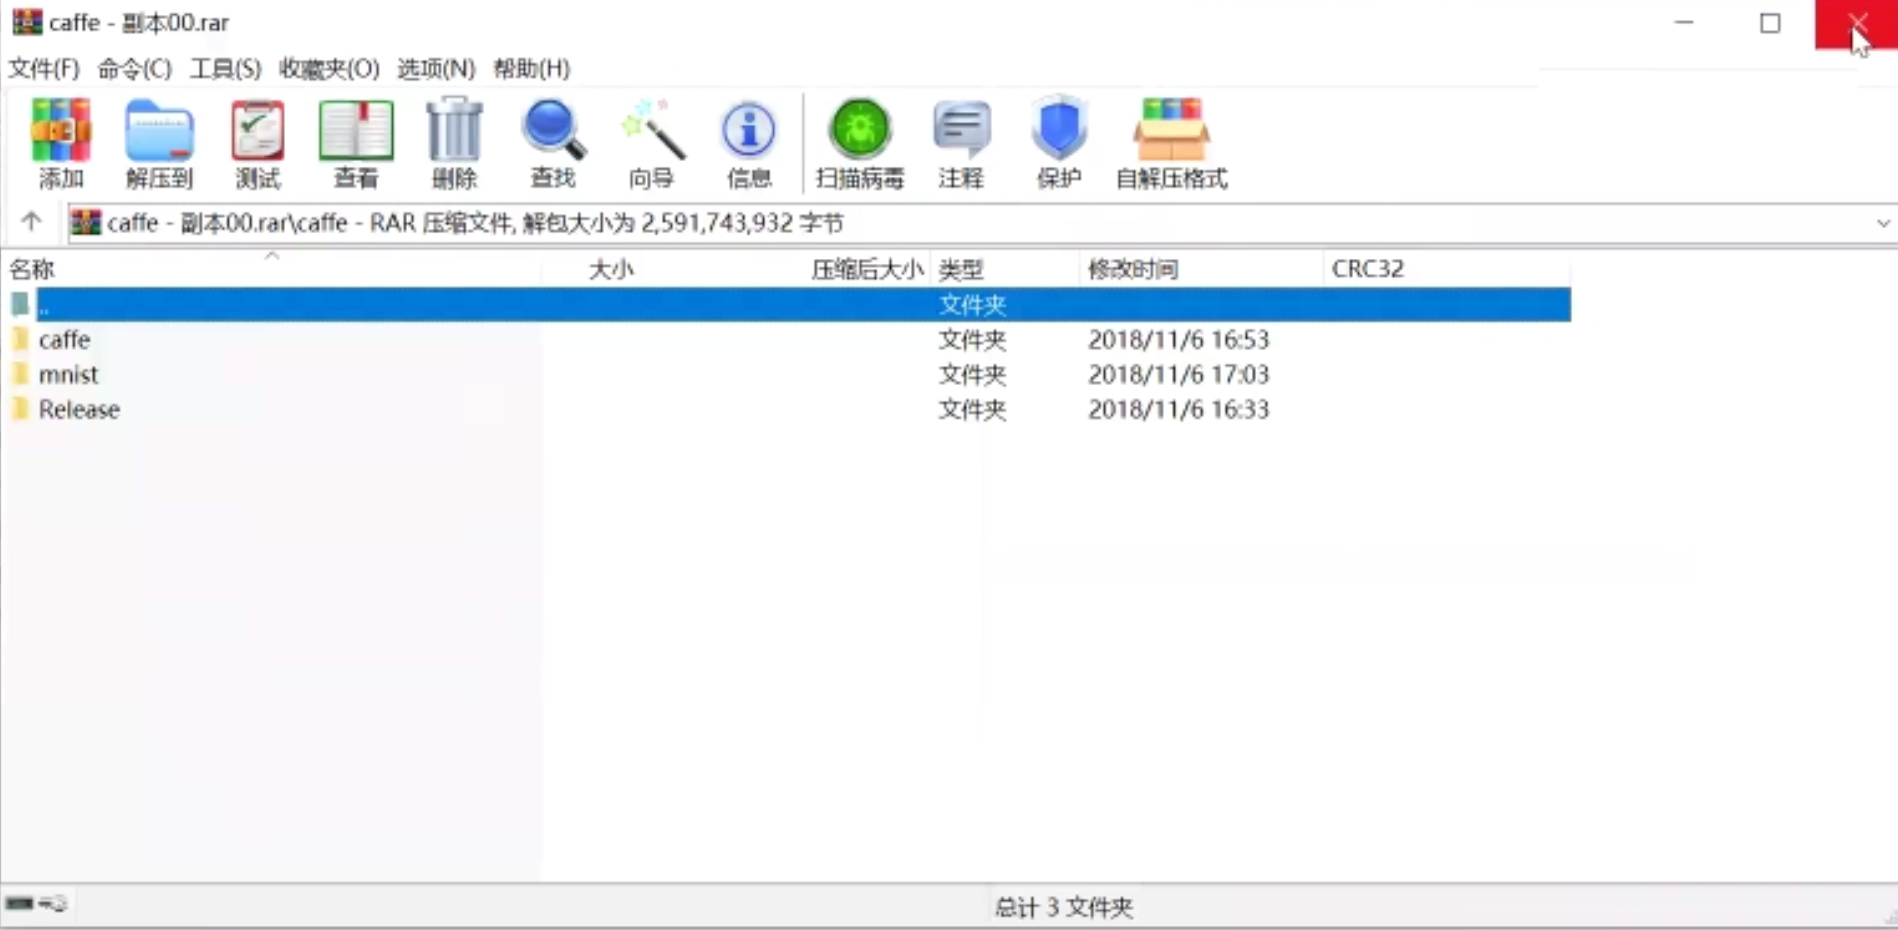 caffe - 副本00.rar
文件(F) 命令(C) 工具(S) 收藏夹(O) 选项(N) 帮助(H)
添加 解压到 测试 查看 删除 查找 向导 信息 扫描病毒 注释 保护 自解压格式
caffe - 副本00.rar\caffe - RAR 压缩文件, 解包大小为 2,591,743,932 字节
名称 大小 压缩后大小 类型 修改时间 CRC32
.. 文件夹
caffe 文件夹 2018/11/6 16:53
mnist 文件夹 2018/11/6 17:03
Release 文件夹 2018/11/6 16:33
总计 3 文件夹